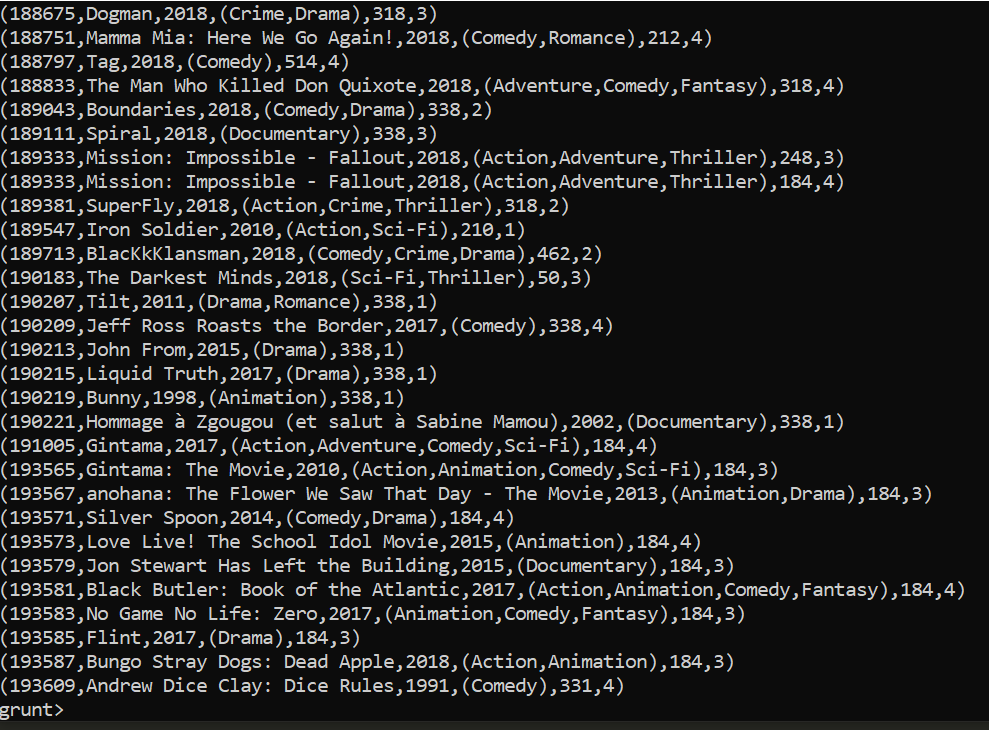 (188675,Dogman,2018,(Crime,Drama),318,3)
(188751,Mamma Mia: Here We Go Again!,2018,(Comedy,Romance),212,4)
(188797,Tag,2018,(Comedy),514,4)
(188833,The Man Who Killed Don Quixote,2018,(Adventure,Comedy,Fantasy),318,4)
(189043,Boundaries,2018,(Comedy,Drama),338,2)
(189111,Spiral,2018,(Documentary),338,3)
(189333,Mission: Impossible - Fallout,2018,(Action,Adventure,Thriller),248,3)
(189333,Mission: Impossible - Fallout,2018,(Action,Adventure,Thriller),184,4)
(189381,SuperFly,2018,(Action,Crime,Thriller),318,2)
(189547,Iron Soldier,2010,(Action,Sci-Fi),210,1)
(189713,BlacKkKlansman,2018,(Comedy,Crime,Drama),462,2)
(190183,The Darkest Minds,2018,(Sci-Fi,Thriller),50,3)
(190207,Tilt,2011,(Drama,Romance),338,1)
(190209,Jeff Ross Roasts the Border,2017,(Comedy),338,4)
(190213,John From,2015,(Drama),338,1)
(190215,Liquid Truth,2017,(Drama),338,1)
(190219,Bunny,1998,(Animation),338,1)
(190221,Hommage à Zgougou (et salut à Sabine Mamou),2002,(Documentary),338,1)
(191005,Gintama,2017,(Action,Adventure,Comedy,Sci-Fi),184,4)
(193565,Gintama: The Movie,2010,(Action,Animation,Comedy,Sci-Fi),184,3)
(193567,anohana: The Flower We Saw That Day - The Movie,2013,(Animation,Drama),184,3)
(193571,Silver Spoon,2014,(Comedy,Drama),184,4)
(193573,Love Live! The School Idol Movie,2015,(Animation),184,4)
(193579,Jon Stewart Has Left the Building,2015,(Documentary),184,3)
(193581,Black Butler: Book of the Atlantic,2017,(Action,Animation,Comedy,Fantasy),184,4)
(193583,No Game No Life: Zero,2017,(Animation,Comedy,Fantasy),184,3)
(193585,Flint,2017,(Drama),184,3)
(193587,Bungo Stray Dogs: Dead Apple,2018,(Action,Animation),184,3)
(193609,Andrew Dice Clay: Dice Rules,1991,(Comedy),331,4)
grunt>